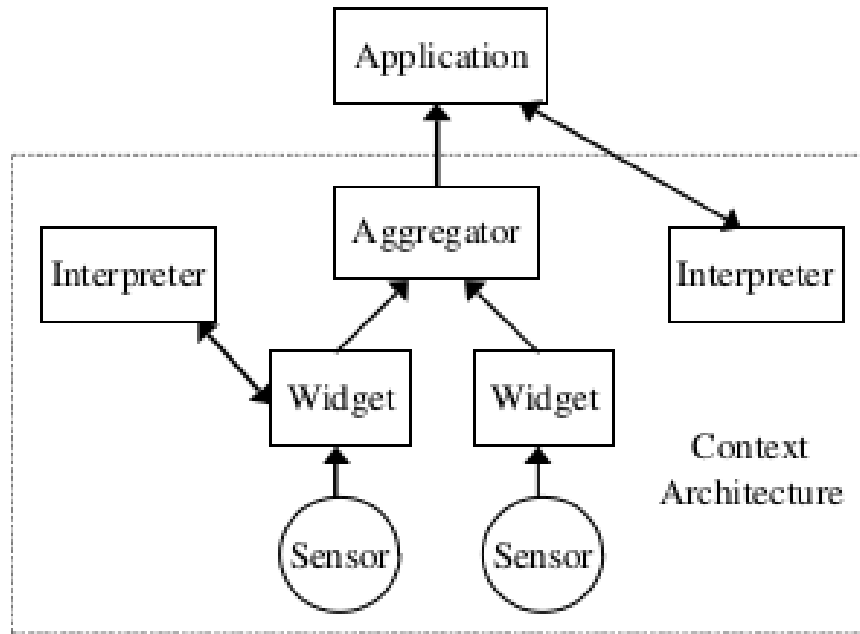 Application
Aggregator
Interpreter
Interpreter
Widget
Widget
Context
Architecture
Sensor
Sensor